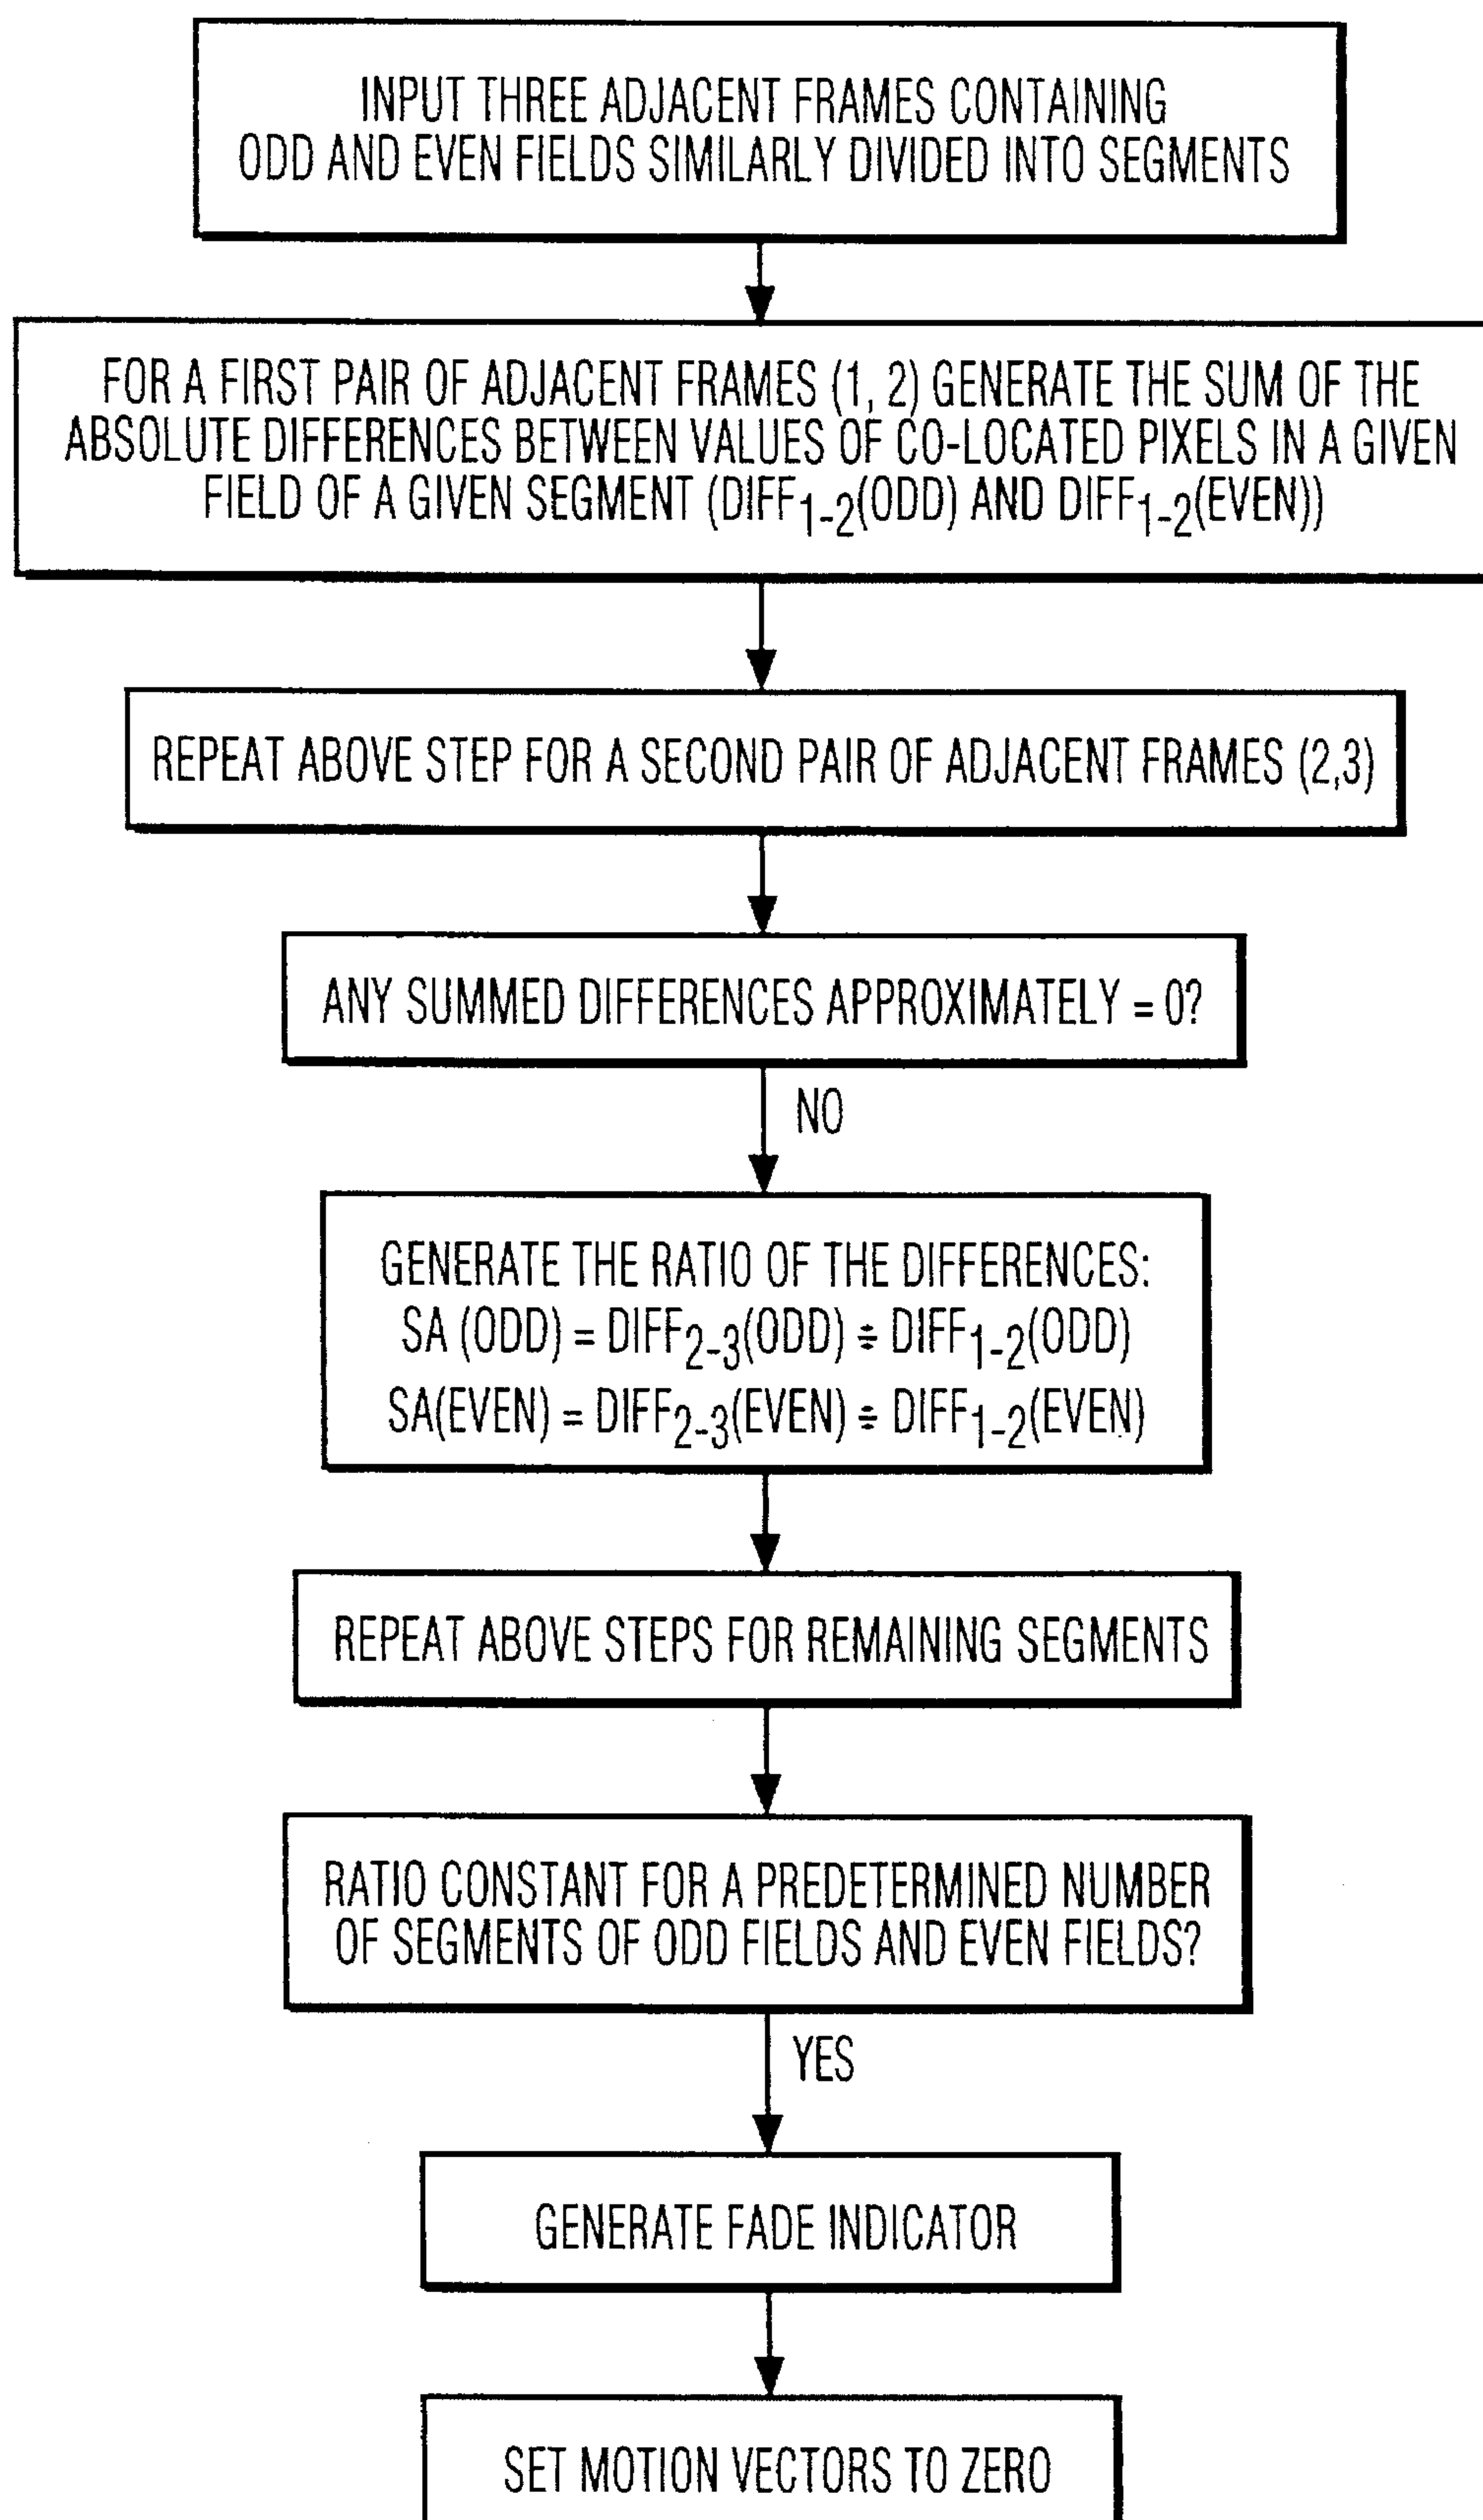 INPUT THREE ADJACENT FRAMES CONTAINING
ODD AND EVEN FIELDS SIMILARLY DIVIDED INTO SEGMENTS
FOR A FIRST PAIR OF ADJACENT FRAMES (1, 2) GENERATE THE SUM OF THE
ABSOLUTE DIFFERENCES BETWEEN VALUES OF CO-LOCATED PIXELS IN A GIVEN
FIELD OF A GIVEN SEGMENT (DIFF1-2(ODD) AND DIFF1-2(EVEN))
REPEAT ABOVE STEP FOR A SECOND PAIR OF ADJACENT FRAMES (2,3)
ANY SUMMED DIFFERENCES APPROXIMATELY = 0?
NO
GENERATE THE RATIO OF THE DIFFERENCES:
SA (ODD) = DIFF2-3(ODD) ÷ DIFF1-2(ODD)
SA(EVEN) = DIFF2-3(EVEN) ÷ DIFF1-2(EVEN)
REPEAT ABOVE STEPS FOR REMAINING SEGMENTS
RATIO CONSTANT FOR A PREDETERMINED NUMBER
OF SEGMENTS OF ODD FIELDS AND EVEN FIELDS?
YES
GENERATE FADE INDICATOR
SET MOTION VECTORS TO ZERO